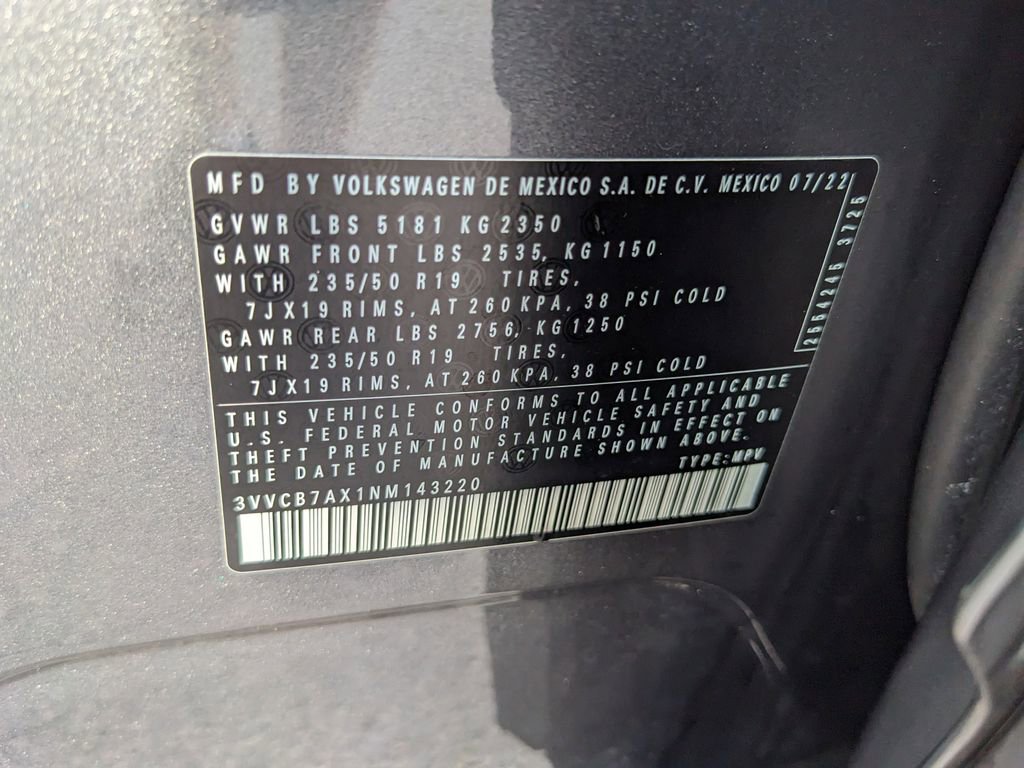 MFD BY VOLKSWAGEN DE MEXICO S.A. DE C.V. MEXICO 07/22
GVWR LBS 5181 KG 2350
GAWR FRONT LBS 2535, KG 1150
WITH 235/50 R19 TIRES,
7JX19 RIMS, AT 260 KPA, 38 PSI COLD
GAWR REAR LBS 2756, KG 1250
WITH 235/50 R19 TIRES,
7JX19 RIMS, AT 260 KPA, 38 PSI COLD
THIS VEHICLE CONFORMS TO ALL APPLICABLE
U.S. FEDERAL MOTOR VEHICLE SAFETY AND
THEFT PREVENTION STANDARDS IN EFFECT ON
THE DATE OF MANUFACTURE SHOWN ABOVE.
TYPE:MPV
3VVCB7AX1NM143220
3725